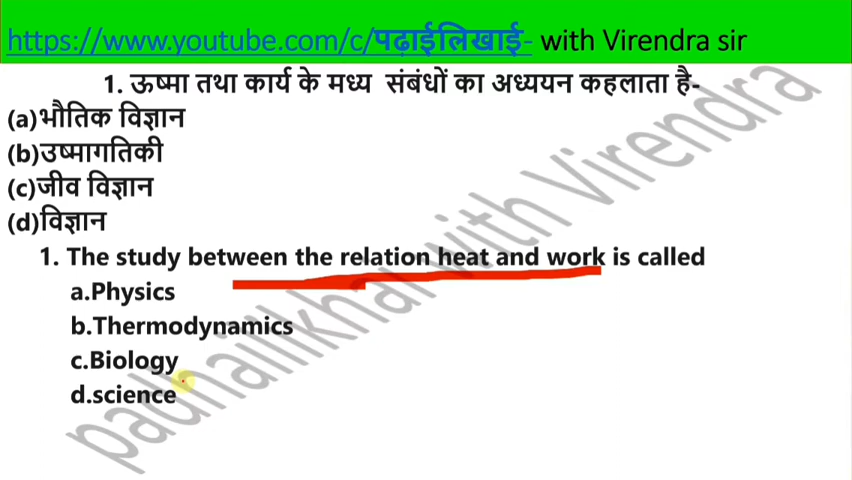 https://www.youtube.com/c/पढ़ाईलिखाई- with Virendra sir
1. ऊष्मा तथा कार्य के मध्य संबंधों का अध्ययन कहलाता है-
(a)भौतिक विज्ञान
(b)उष्मागतिकी
(c)जीव विज्ञान
(d)विज्ञान
1. The study between the relation heat and work is called
a.Physics
b.Thermodynamics
c.Biology
d.science
padhailikhai with Virendra